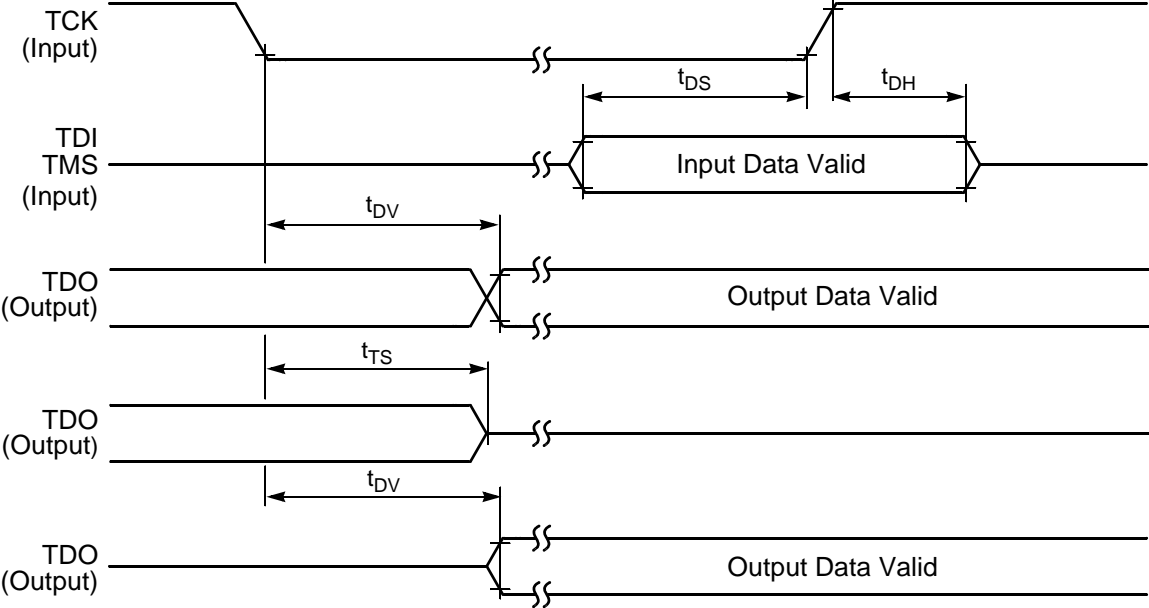 TCK
(Input)
tDS
tDH
TDI
TMS
(Input)
Input Data Valid
tDV
TDO
(Output)
Output Data Valid
tTS
TDO
(Output)
tDV
TDO
(Output)
Output Data Valid